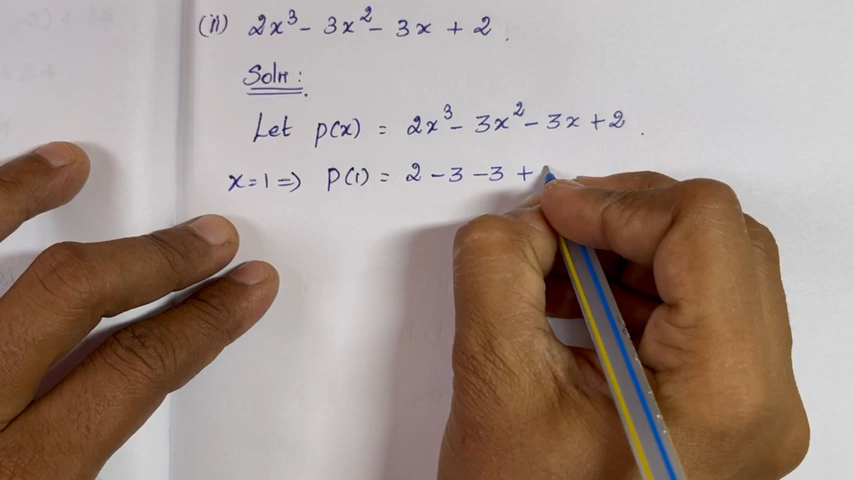 (ii) 2x³ - 3x² - 3x + 2.
Soln:
Let p(x) = 2x³ - 3x² - 3x + 2.
x=1 => P(1) = 2 - 3 - 3 +